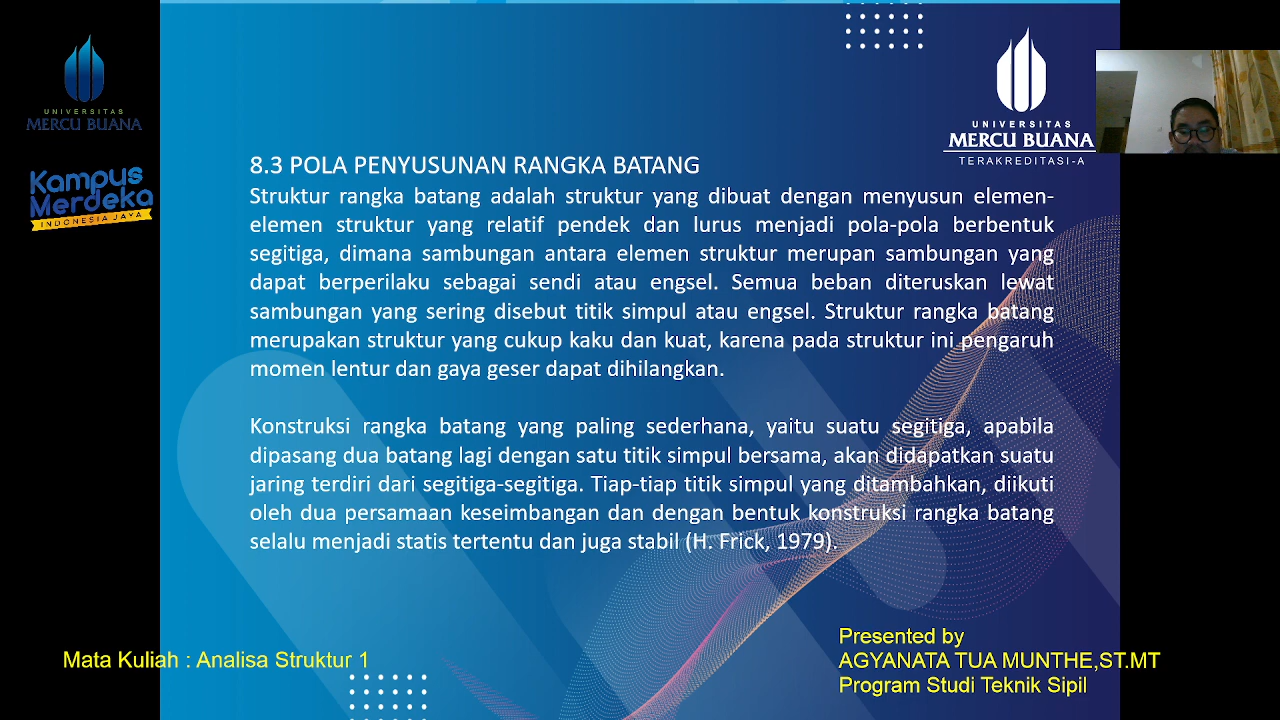 UNIVERSITAS
MERCU BUANA
Kampus
Merdeka
INDONESIA JAYA
UNIVERSITAS
MERCU BUANA
TERAKREDITASI-A
8.3 POLA PENYUSUNAN RANGKA BATANG
Struktur rangka batang adalah struktur yang dibuat dengan menyusun elemen-
elemen struktur yang relatif pendek dan lurus menjadi pola-pola berbentuk
segitiga, dimana sambungan antara elemen struktur merupan sambungan yang
dapat berperilaku sebagai sendi atau engsel. Semua beban diteruskan lewat
sambungan yang sering disebut titik simpul atau engsel. Struktur rangka batang
merupakan struktur yang cukup kaku dan kuat, karena pada struktur ini pengaruh
momen lentur dan gaya geser dapat dihilangkan.
Konstruksi rangka batang yang paling sederhana, yaitu suatu segitiga, apabila
dipasang dua batang lagi dengan satu titik simpul bersama, akan didapatkan suatu
jaring terdiri dari segitiga-segitiga. Tiap-tiap titik simpul yang ditambahkan, diikuti
oleh dua persamaan keseimbangan dan dengan bentuk konstruksi rangka batang
selalu menjadi statis tertentu dan juga stabil (H. Frick, 1979).
Mata Kuliah : Analisa Struktur 1
Presented by
AGYANATA TUA MUNTHE,ST.MT
Program Studi Teknik Sipil